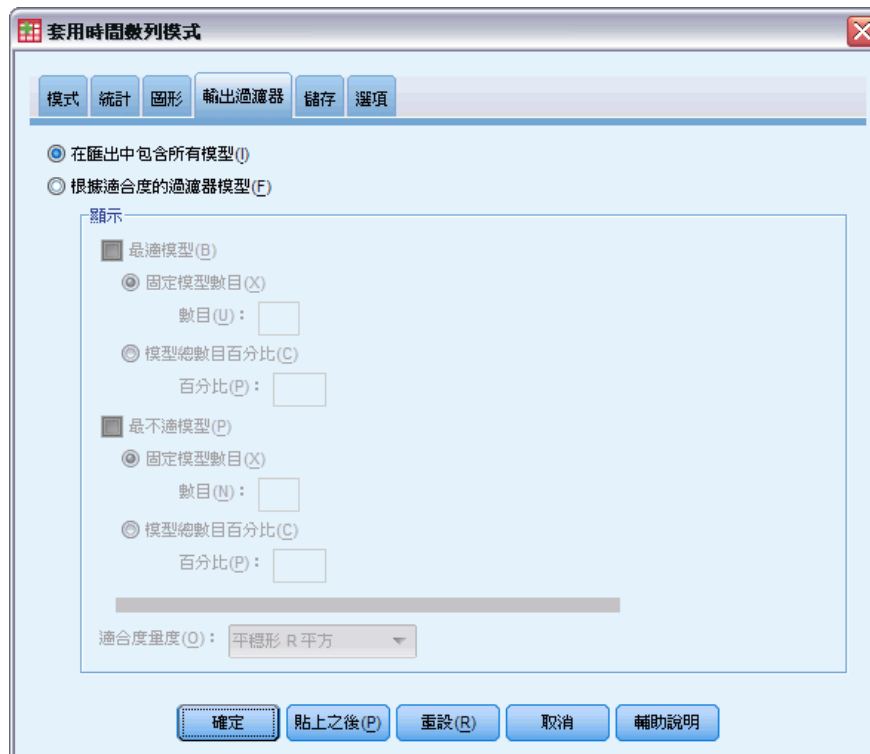 套用時間數列模式
模式 統計 圖形 輸出過濾器 儲存 選項
在匯出中包含所有模型(I)
根據適合度的過濾器模型(F)
顯示
最適模型(B)
固定模型數目(X)
數目(U)：
模型總數目百分比(C)
百分比(P)：
最不適模型(P)
固定模型數目(X)
數目(N)：
模型總數目百分比(C)
百分比(P)：
適合度量度(O)： 平穩形 R 平方
確定 貼上之後(P) 重設(R) 取消 輔助說明